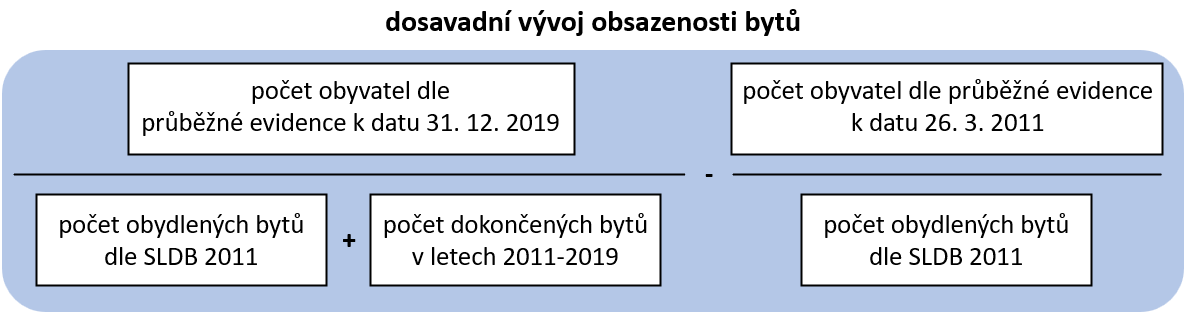 dosavadní vývoj obsazenosti bytů
počet obyvatel dle
průběžné evidence k datu 31. 12. 2019
počet obyvatel dle průběžné evidence
k datu 26. 3. 2011
-
počet obydlených bytů
dle SLDB 2011
+
počet dokončených bytů
v letech 2011-2019
počet obydlených bytů
dle SLDB 2011